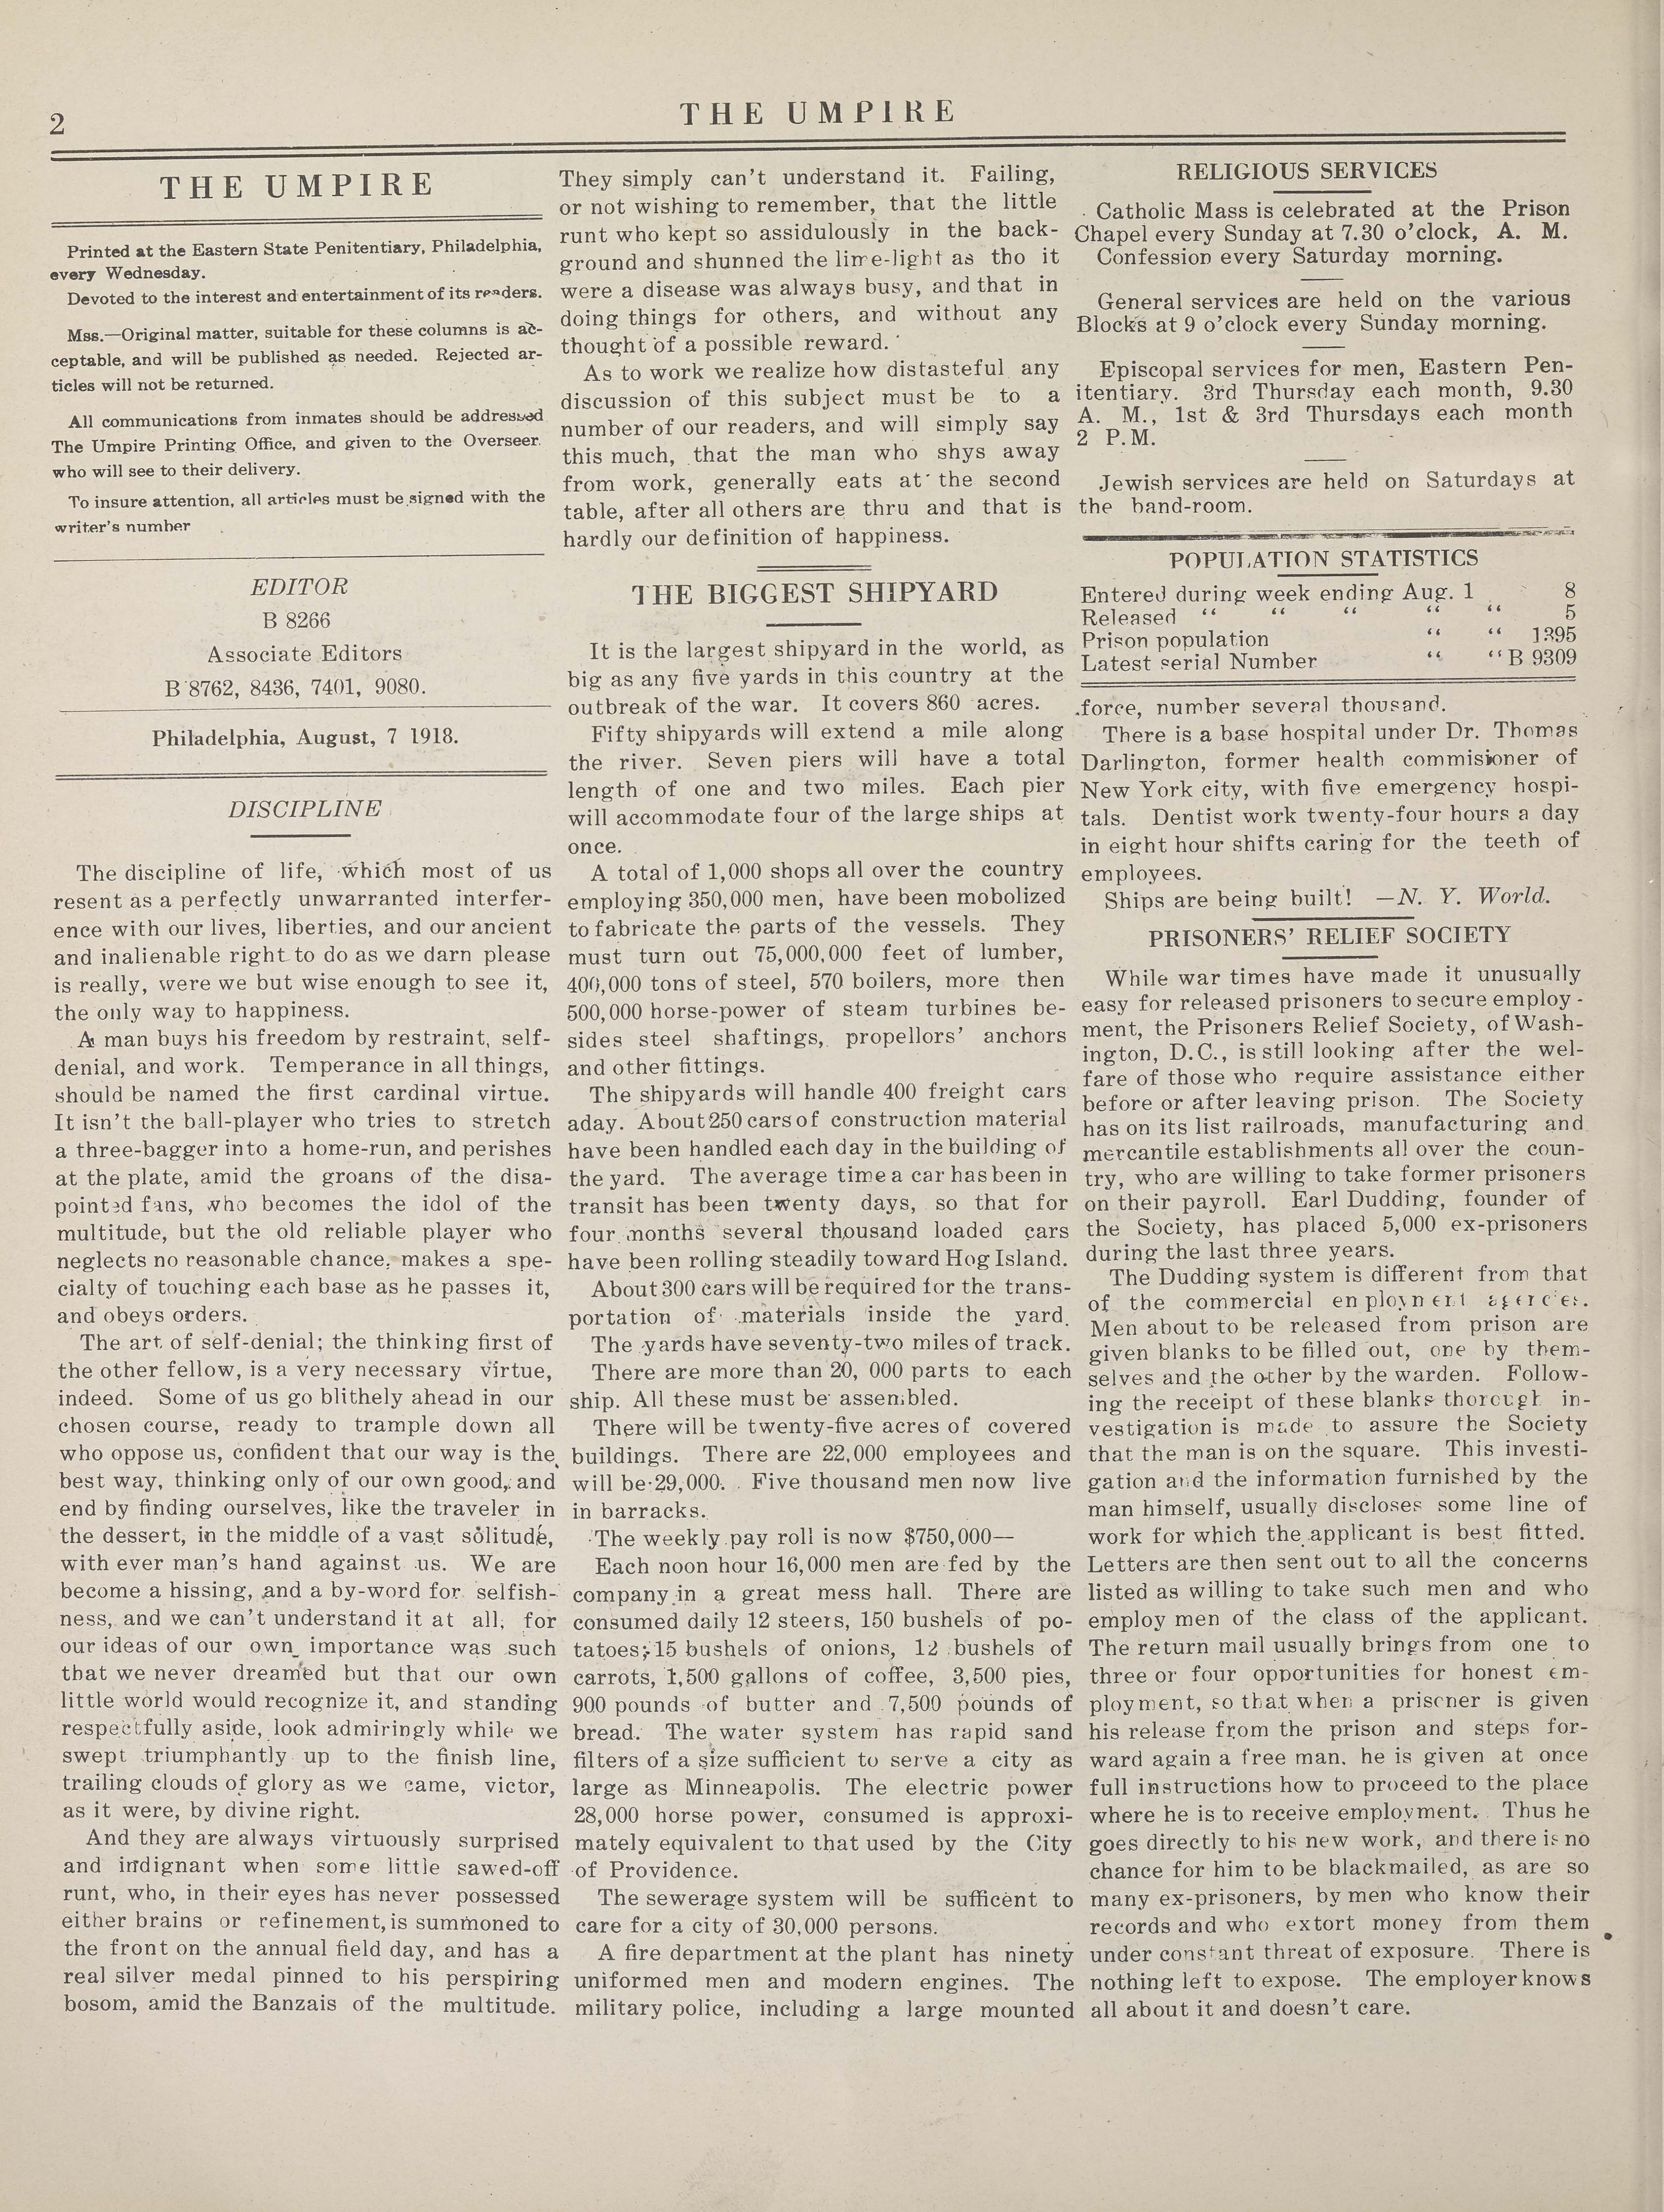 2
THE UMPIRE
THE UMPIRE
Printed at the Eastern State Penitentiary, Philadelphia,
every Wednesday.
Devoted to the interest and entertainment of its readers.
Mss.—Original matter, suitable for these columns is ac-
ceptable, and will be published as needed. Rejected ar-
ticles will not be returned.
All communications from inmates should be addressed
The Umpire Printing Office, and given to the Overseer.
who will see to their delivery.
To insure attention, all articles must be signed with the
writer's number
EDITOR
B 8266
Associate Editors
B 8762, 8436, 7401, 9080.
Philadelphia, August, 7 1918.
DISCIPLINE
The discipline of life, which most of us
resent as a perfectly unwarranted interfer-
ence with our lives, liberties, and our ancient
and inalienable right to do as we darn please
is really, were we but wise enough to see it,
the only way to happiness.
A man buys his freedom by restraint, self-
denial, and work. Temperance in all things,
should be named the first cardinal virtue.
It isn't the ball-player who tries to stretch
a three-bagger into a home-run, and perishes
at the plate, amid the groans of the disa-
pointed fans, who becomes the idol of the
multitude, but the old reliable player who
neglects no reasonable chance, makes a spe-
cialty of touching each base as he passes it,
and obeys orders.
The art of self-denial; the thinking first of
the other fellow, is a very necessary virtue,
indeed. Some of us go blithely ahead in our
chosen course, ready to trample down all
who oppose us, confident that our way is the
best way, thinking only of our own good, and
end by finding ourselves, like the traveler in
the dessert, in the middle of a vast solitude,
with ever man's hand against us. We are
become a hissing, and a by-word for selfish-
ness, and we can't understand it at all, for
our ideas of our own importance was such
that we never dreamed but that our own
little world would recognize it, and standing
respectfully aside, look admiringly while we
swept triumphantly up to the finish line,
trailing clouds of glory as we came, victor,
as it were, by divine right.
And they are always virtuously surprised
and indignant when some little sawed-off
runt, who, in their eyes has never possessed
either brains or refinement, is summoned to
the front on the annual field day, and has a
real silver medal pinned to his perspiring
bosom, amid the Banzais of the multitude.
They simply can't understand it. Failing,
or not wishing to remember, that the little
runt who kept so assidulously in the back-
ground and shunned the lime-light as tho it
were a disease was always busy, and that in
doing things for others, and without any
thought of a possible reward.
As to work we realize how distasteful any
discussion of this subject must be to a
number of our readers, and will simply say
this much, that the man who shys away
from work, generally eats at the second
table, after all others are thru and that is
hardly our definition of happiness.
THE BIGGEST SHIPYARD
It is the largest shipyard in the world, as
big as any five yards in this country at the
outbreak of the war. It covers 860 acres.
Fifty shipyards will extend a mile along
the river. Seven piers will have a total
length of one and two miles. Each pier
will accommodate four of the large ships at
once.
A total of 1,000 shops all over the country
employing 350,000 men, have been mobolized
to fabricate the parts of the vessels. They
must turn out 75,000,000 feet of lumber,
400,000 tons of steel, 570 boilers, more then
500,000 horse-power of steam turbines be-
sides steel shaftings, propellors' anchors
and other fittings.
The shipyards will handle 400 freight cars
aday. About 250 cars of construction material
have been handled each day in the building of
the yard. The average time a car has been in
transit has been twenty days, so that for
four months several thousand loaded cars
have been rolling steadily toward Hog Island.
About 300 cars will be required for the trans-
portation of materials inside the yard.
The yards have seventy-two miles of track.
There are more than 20, 000 parts to each
ship. All these must be assembled.
There will be twenty-five acres of covered
buildings. There are 22,000 employees and
will be 29,000. Five thousand men now live
in barracks.
The weekly pay roll is now $750,000—
Each noon hour 16,000 men are fed by the
company in a great mess hall. There are
consumed daily 12 steers, 150 bushels of po-
tatoes; 15 bushels of onions, 12 bushels of
carrots, 1,500 gallons of coffee, 3,500 pies,
900 pounds of butter and 7,500 pounds of
bread. The water system has rapid sand
filters of a size sufficient to serve a city as
large as Minneapolis. The electric power
28,000 horse power, consumed is approxi-
mately equivalent to that used by the City
of Providence.
The sewerage system will be sufficent to
care for a city of 30,000 persons.
A fire department at the plant has ninety
uniformed men and modern engines. The
military police, including a large mounted
RELIGIOUS SERVICES
Catholic Mass is celebrated at the Prison
Chapel every Sunday at 7.30 o'clock, A. M.
Confession every Saturday morning.
General services are held on the various
Blocks at 9 o'clock every Sunday morning.
Episcopal services for men, Eastern Pen-
itentiary. 3rd Thursday each month, 9.30
A. M., 1st & 3rd Thursdays each month
2 P.M.
Jewish services are held on Saturdays at
the band-room.
POPULATION STATISTICS
Entered during week ending Aug. 1 8
Released “ “ “ “ “ 5
Prison population “ “ 1395
Latest serial Number “ “ B 9309
force, number several thousand.
There is a base hospital under Dr. Thomas
Darlington, former health commisioner of
New York city, with five emergency hospi-
tals. Dentist work twenty-four hours a day
in eight hour shifts caring for the teeth of
employees.
Ships are being built! —N. Y. World.
PRISONERS' RELIEF SOCIETY
While war times have made it unusually
easy for released prisoners to secure employ-
ment, the Prisoners Relief Society, of Wash-
ington, D.C., is still looking after the wel-
fare of those who require assistance either
before or after leaving prison. The Society
has on its list railroads, manufacturing and
mercantile establishments all over the coun-
try, who are willing to take former prisoners
on their payroll. Earl Dudding, founder of
the Society, has placed 5,000 ex-prisoners
during the last three years.
The Dudding system is different from that
of the commercial employment agencies.
Men about to be released from prison are
given blanks to be filled out, one by them-
selves and the other by the warden. Follow-
ing the receipt of these blanks thorough in-
vestigation is made to assure the Society
that the man is on the square. This investi-
gation and the information furnished by the
man himself, usually discloses some line of
work for which the applicant is best fitted.
Letters are then sent out to all the concerns
listed as willing to take such men and who
employ men of the class of the applicant.
The return mail usually brings from one to
three or four opportunities for honest em-
ployment, so that when a prisoner is given
his release from the prison and steps for-
ward again a free man. he is given at once
full instructions how to proceed to the place
where he is to receive employment. Thus he
goes directly to his new work, and there is no
chance for him to be blackmailed, as are so
many ex-prisoners, by men who know their
records and who extort money from them
under constant threat of exposure. There is
nothing left to expose. The employer knows
all about it and doesn't care.